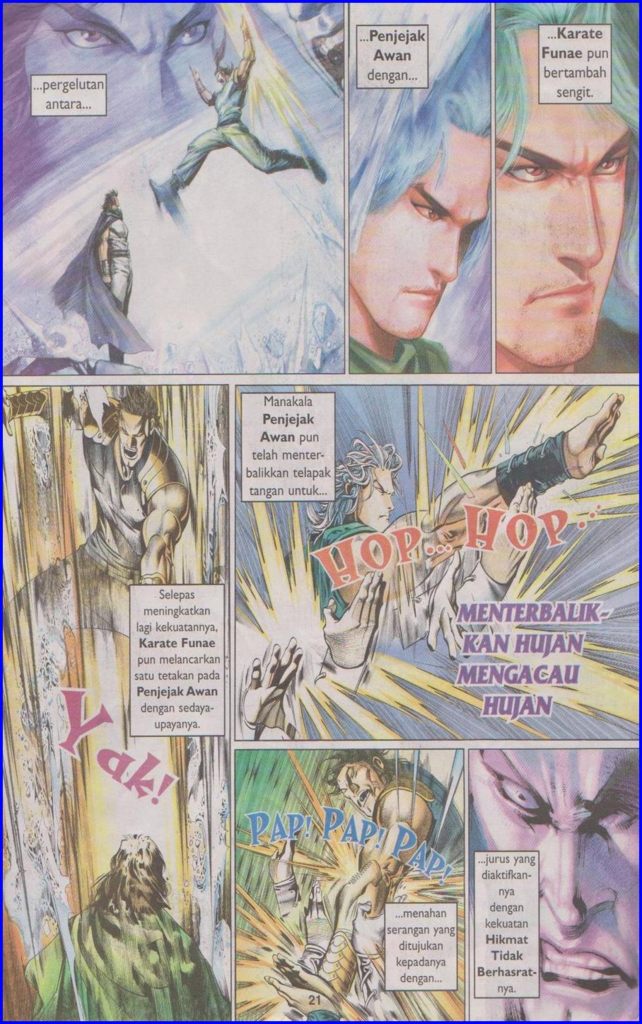 ...pergelutan
antara...
...Penjejak
Awan
dengan...
...Karate
Funae pun
bertambah
sengit.
Selepas
meningkatkan
lagi kekuatannya,
Karate Funae
pun melancarkan
satu tetakan pada
Penjejak Awan
dengan sedaya-
upayanya.
Yak!
Manakala
Penjejak
Awan pun
telah menter-
balikkan telapak
tangan untuk...
HOP... HOP...
MENTERBALIK-
KAN HUJAN
MENGACAU
HUJAN
PAP! PAP! PAP!
...menahan
serangan yang
ditujukan
kepadanya
dengan...
...jurus yang
diaktifkan-
nya
dengan
kekuatan
Hikmat
Tidak
Berhasrat-
nya.
21